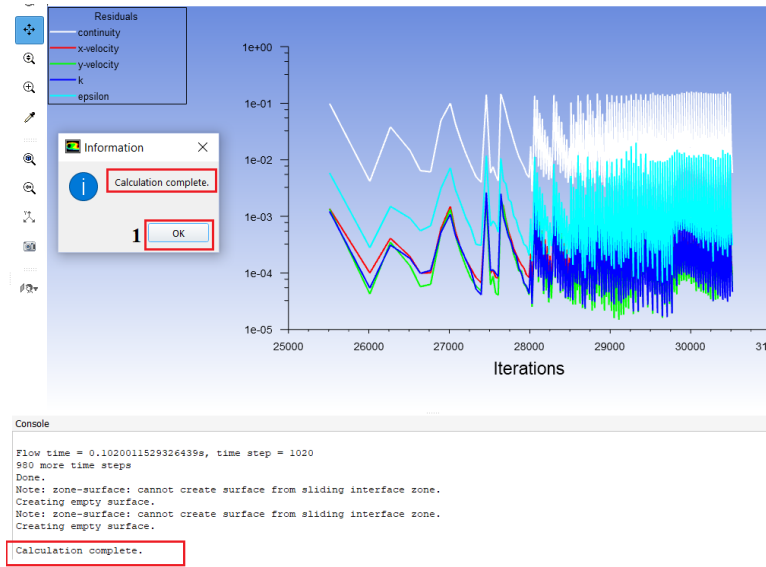 Residuals
continuity
x-velocity
y-velocity
k
epsilon
1e+00
1e-01
1e-02
1e-03
1e-04
1e-05
25000 26000 27000 28000 29000 30000 31
Iterations
Information
Calculation complete.
1 OK
Console
Flow time = 0.1020011529326439s, time step = 1020
980 more time steps
Done.
Note: zone-surface: cannot create surface from sliding interface zone.
Creating empty surface.
Note: zone-surface: cannot create surface from sliding interface zone.
Creating empty surface.
Calculation complete.